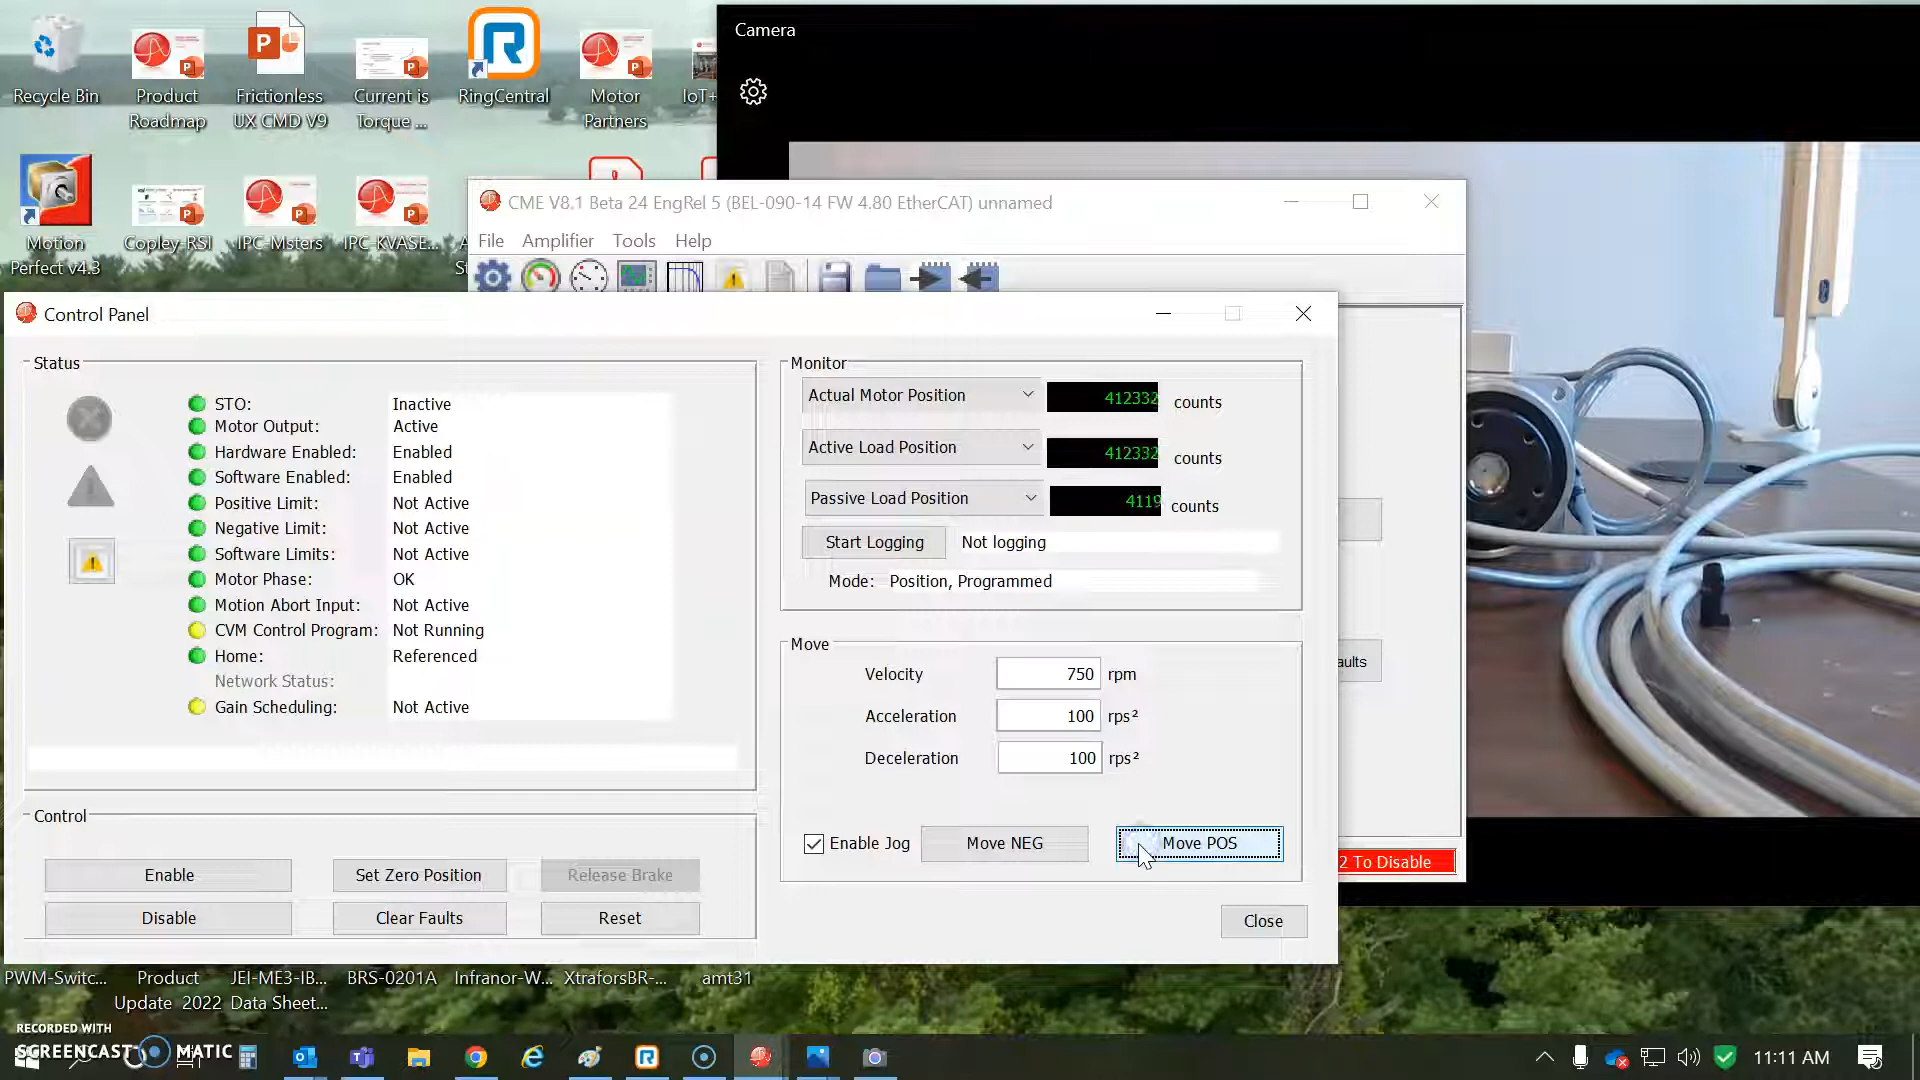 Camera
Recycle Bin
Product Roadmap
Frictionless UX CMD V9
Current is Torque ...
RingCentral
Motor Partners
IoT+
Motion Perfect v4.3
Copley-RSI
IPC-Msters
IPC-KVASE...
CME V8.1 Beta 24 EngRel 5 (BEL-090-14 FW 4.80 EtherCAT) unnamed
File Amplifier Tools Help
Control Panel
Status
STO: Inactive
Motor Output: Active
Hardware Enabled: Enabled
Software Enabled: Enabled
Positive Limit: Not Active
Negative Limit: Not Active
Software Limits: Not Active
Motor Phase: OK
Motion Abort Input: Not Active
CVM Control Program: Not Running
Home: Referenced
Network Status:
Gain Scheduling: Not Active
Monitor
Actual Motor Position 412332 counts
Active Load Position 412332 counts
Passive Load Position 4119 counts
Start Logging Not logging
Mode: Position, Programmed
Move
Velocity 750 rpm
Acceleration 100 rps²
Deceleration 100 rps²
Enable Jog Move NEG Move POS
Control
Enable Set Zero Position Release Brake
Disable Clear Faults Reset
Close
aults
2 To Disable
PWM-Switc...
Product Update 2022
JEI-ME3-IB... Data Sheet...
BRS-0201A
Infranor-W...
XtraforsBR-...
amt31
RECORDED WITH
SCREENCAST MATIC
11:11 AM